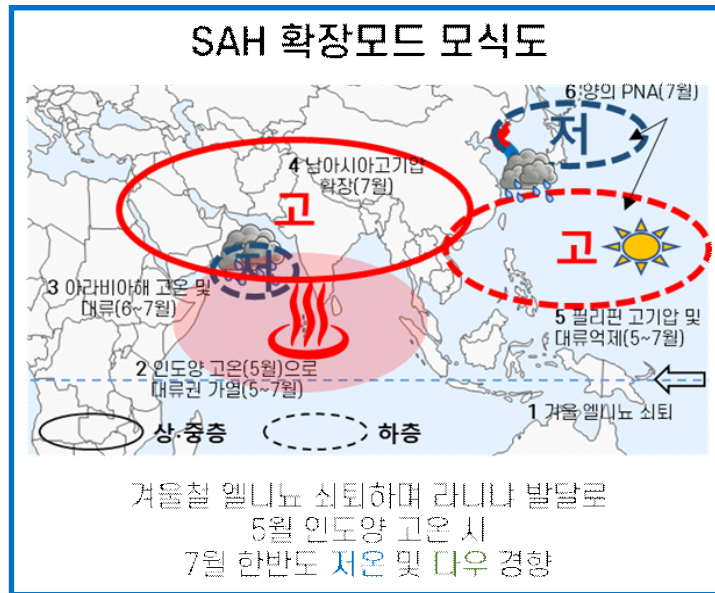 SAH 확장모드 모식도
6 양의 PNA(7월)
저
4 남아시아고기압
확장(7월)
고
고
저
3 아라비아해 고온 및
대류(6~7월)
5 필리핀 고기압 및
대류억제(5~7월)
2 인도양 고온(5월)으로
대류권 가열(5~7월)
1 겨울 엘니뇨 쇠퇴
상·중층
하층
겨울철 엘니뇨 쇠퇴하며 라니냐 발달로
5월 인도양 고온 시
7월 한반도 저온 및 다우 경향